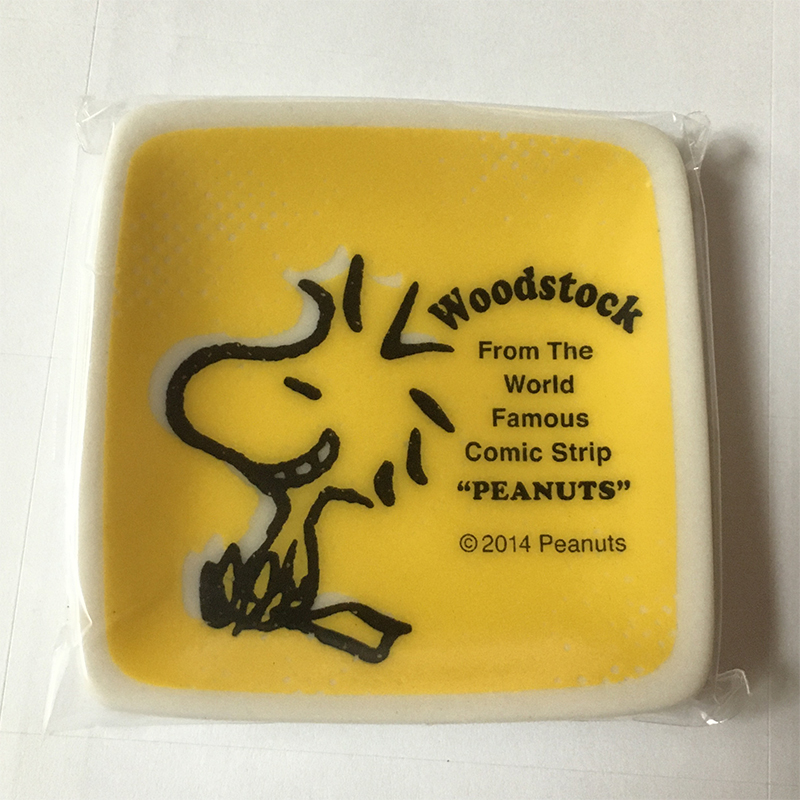 Woodstock
From The
World
Famous
Comic Strip
“PEANUTS”
©2014 Peanuts